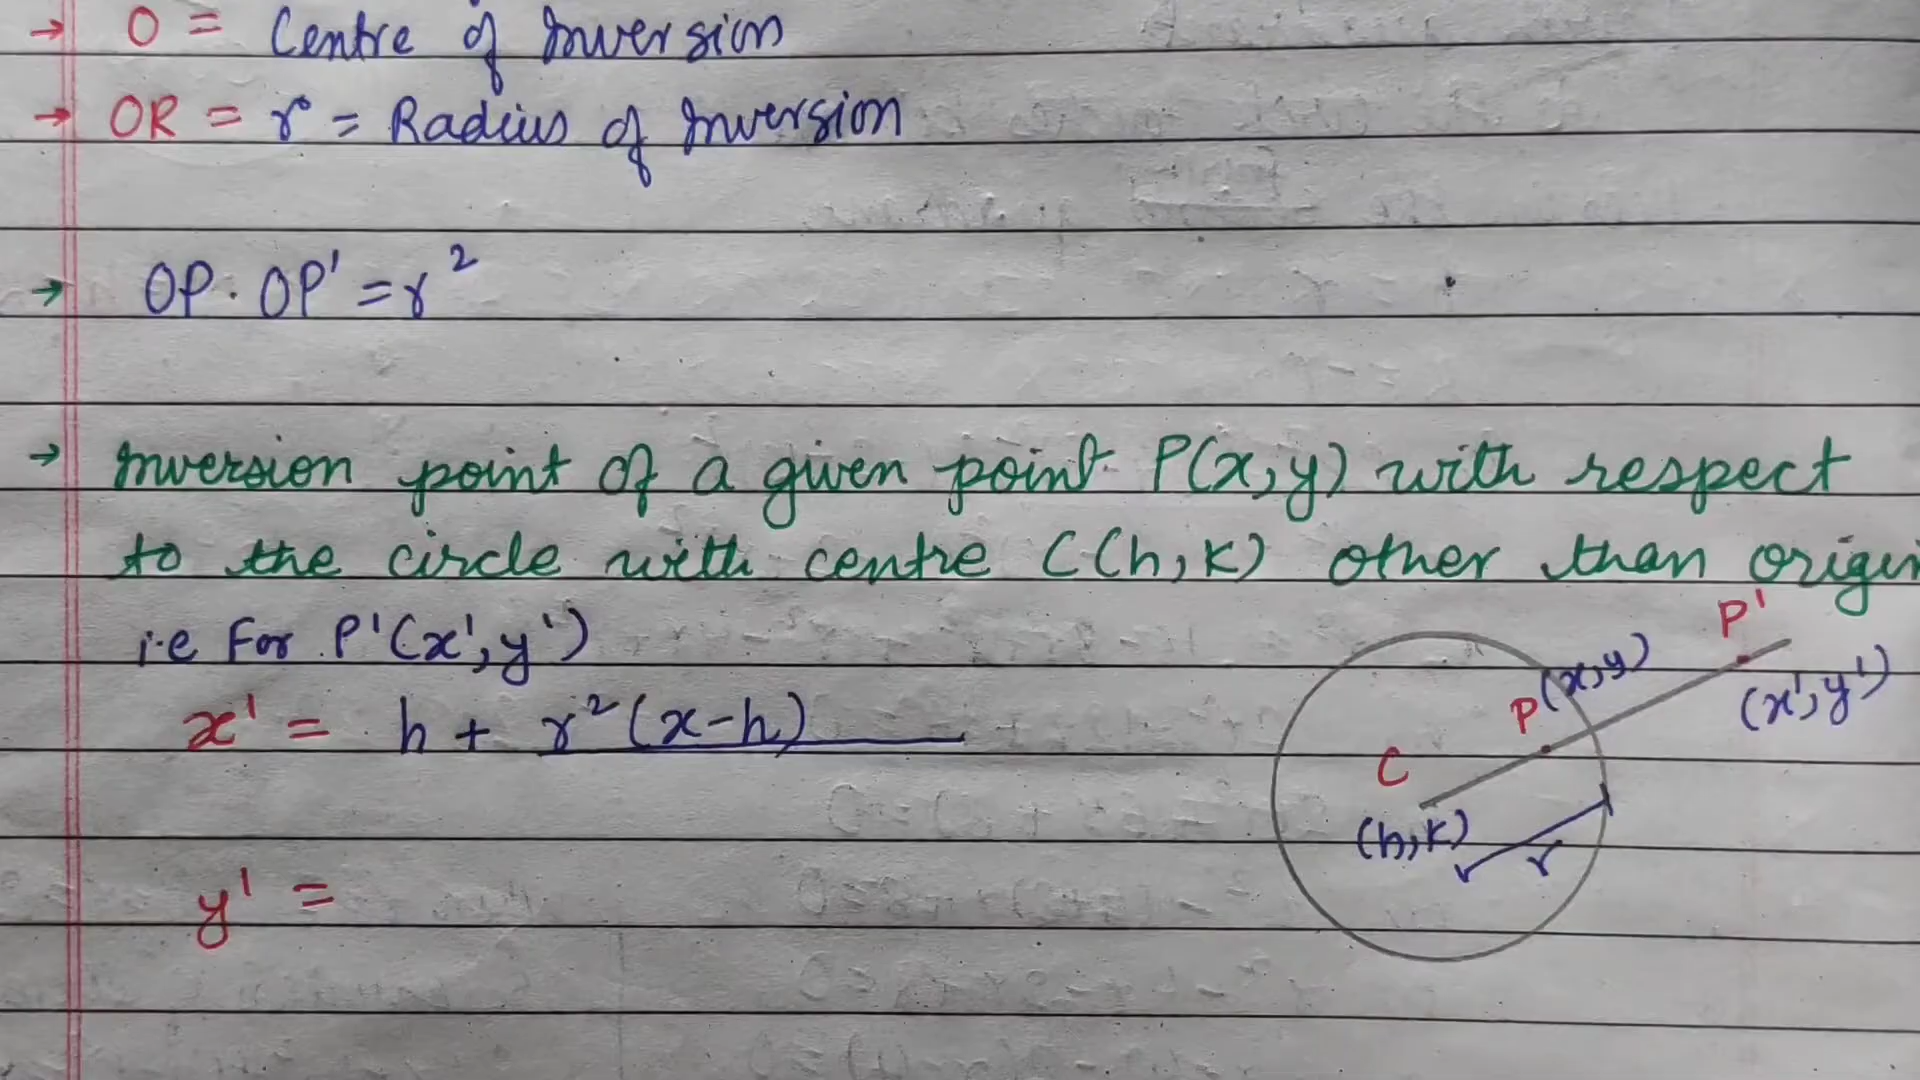 → O = Centre of Inversion
→ OR = r = Radius of Inversion
→ OP. OP' = r²
→ Inversion point of a given point P(x,y) with respect
to the circle with centre C(h,K) other than origin
i.e For P'(x',y')
x' = h + r²(x-h)
y' =
P'
(x',y')
P (x,y)
C
(h,K)
r